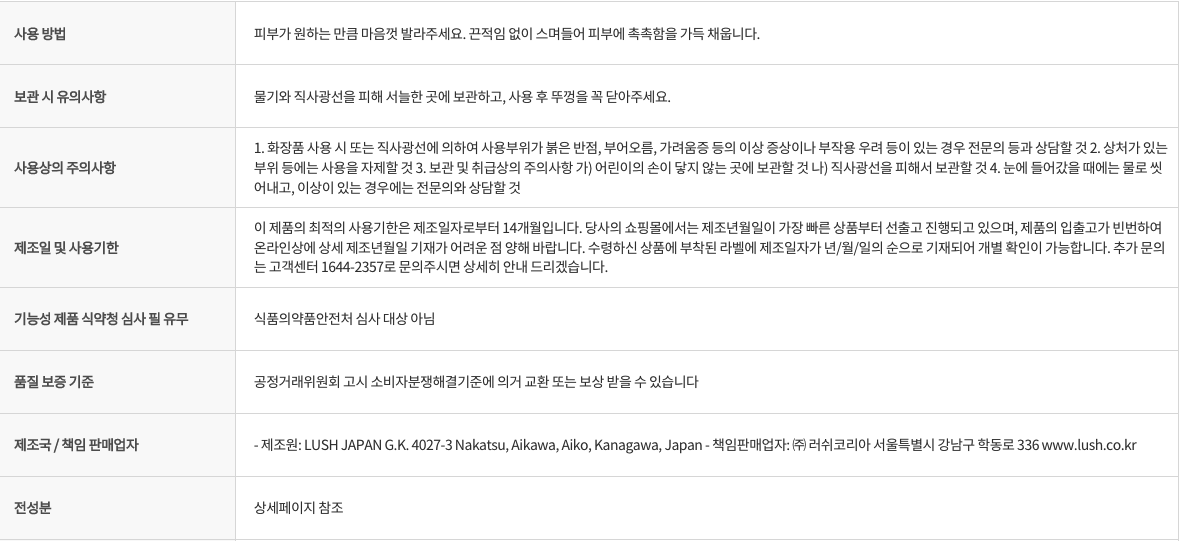 사용 방법
피부가 원하는 만큼 마음껏 발라주세요. 끈적임 없이 스며들어 피부에 촉촉함을 가득 채웁니다.
보관 시 유의사항
물기와 직사광선을 피해 서늘한 곳에 보관하고, 사용 후 뚜껑을 꼭 닫아주세요.
사용상의 주의사항
1. 화장품 사용 시 또는 직사광선에 의하여 사용부위가 붉은 반점, 부어오름, 가려움증 등의 이상 증상이나 부작용 우려 등이 있는 경우 전문의 등과 상담할 것 2. 상처가 있는
부위 등에는 사용을 자제할 것 3. 보관 및 취급상의 주의사항 가) 어린이의 손이 닿지 않는 곳에 보관할 것 나) 직사광선을 피해서 보관할 것 4. 눈에 들어갔을 때에는 물로 씻
어내고, 이상이 있는 경우에는 전문의와 상담할 것
제조일 및 사용기한
이 제품의 최적의 사용기한은 제조일자로부터 14개월입니다. 당사의 쇼핑몰에서는 제조년월일이 가장 빠른 상품부터 선출고 진행되고 있으며, 제품의 입출고가 빈번하여
온라인상에 상세 제조년월일 기재가 어려운 점 양해 바랍니다. 수령하신 상품에 부착된 라벨에 제조일자가 년/월/일의 순으로 기재되어 개별 확인이 가능합니다. 추가 문의
는 고객센터 1644-2357로 문의주시면 상세히 안내 드리겠습니다.
기능성 제품 식약청 심사 필 유무
식품의약품안전처 심사 대상 아님
품질 보증 기준
공정거래위원회 고시 소비자분쟁해결기준에 의거 교환 또는 보상 받을 수 있습니다
제조국 / 책임 판매업자
- 제조원: LUSH JAPAN G.K. 4027-3 Nakatsu, Aikawa, Aiko, Kanagawa, Japan - 책임판매업자: ㈜ 러쉬코리아 서울특별시 강남구 학동로 336 www.lush.co.kr
전성분
상세페이지 참조